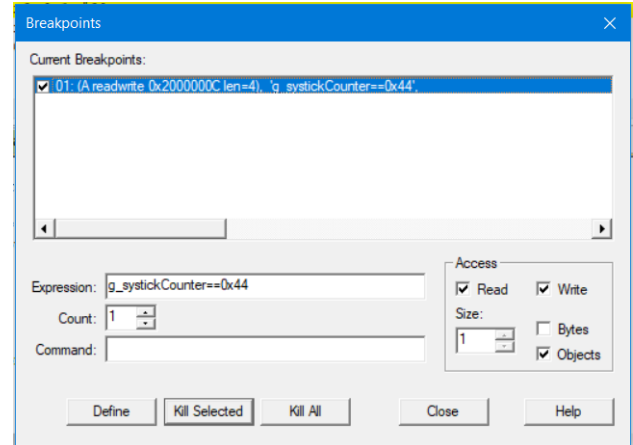 Breakpoints
Current Breakpoints:
01: (A readwrite 0x2000000C len=4), 'g_systickCounter==0x44',
Expression: g_systickCounter==0x44
Count: 1
Command:
Access
Read Write
Size:
1
Bytes
Objects
Define Kill Selected Kill All Close Help